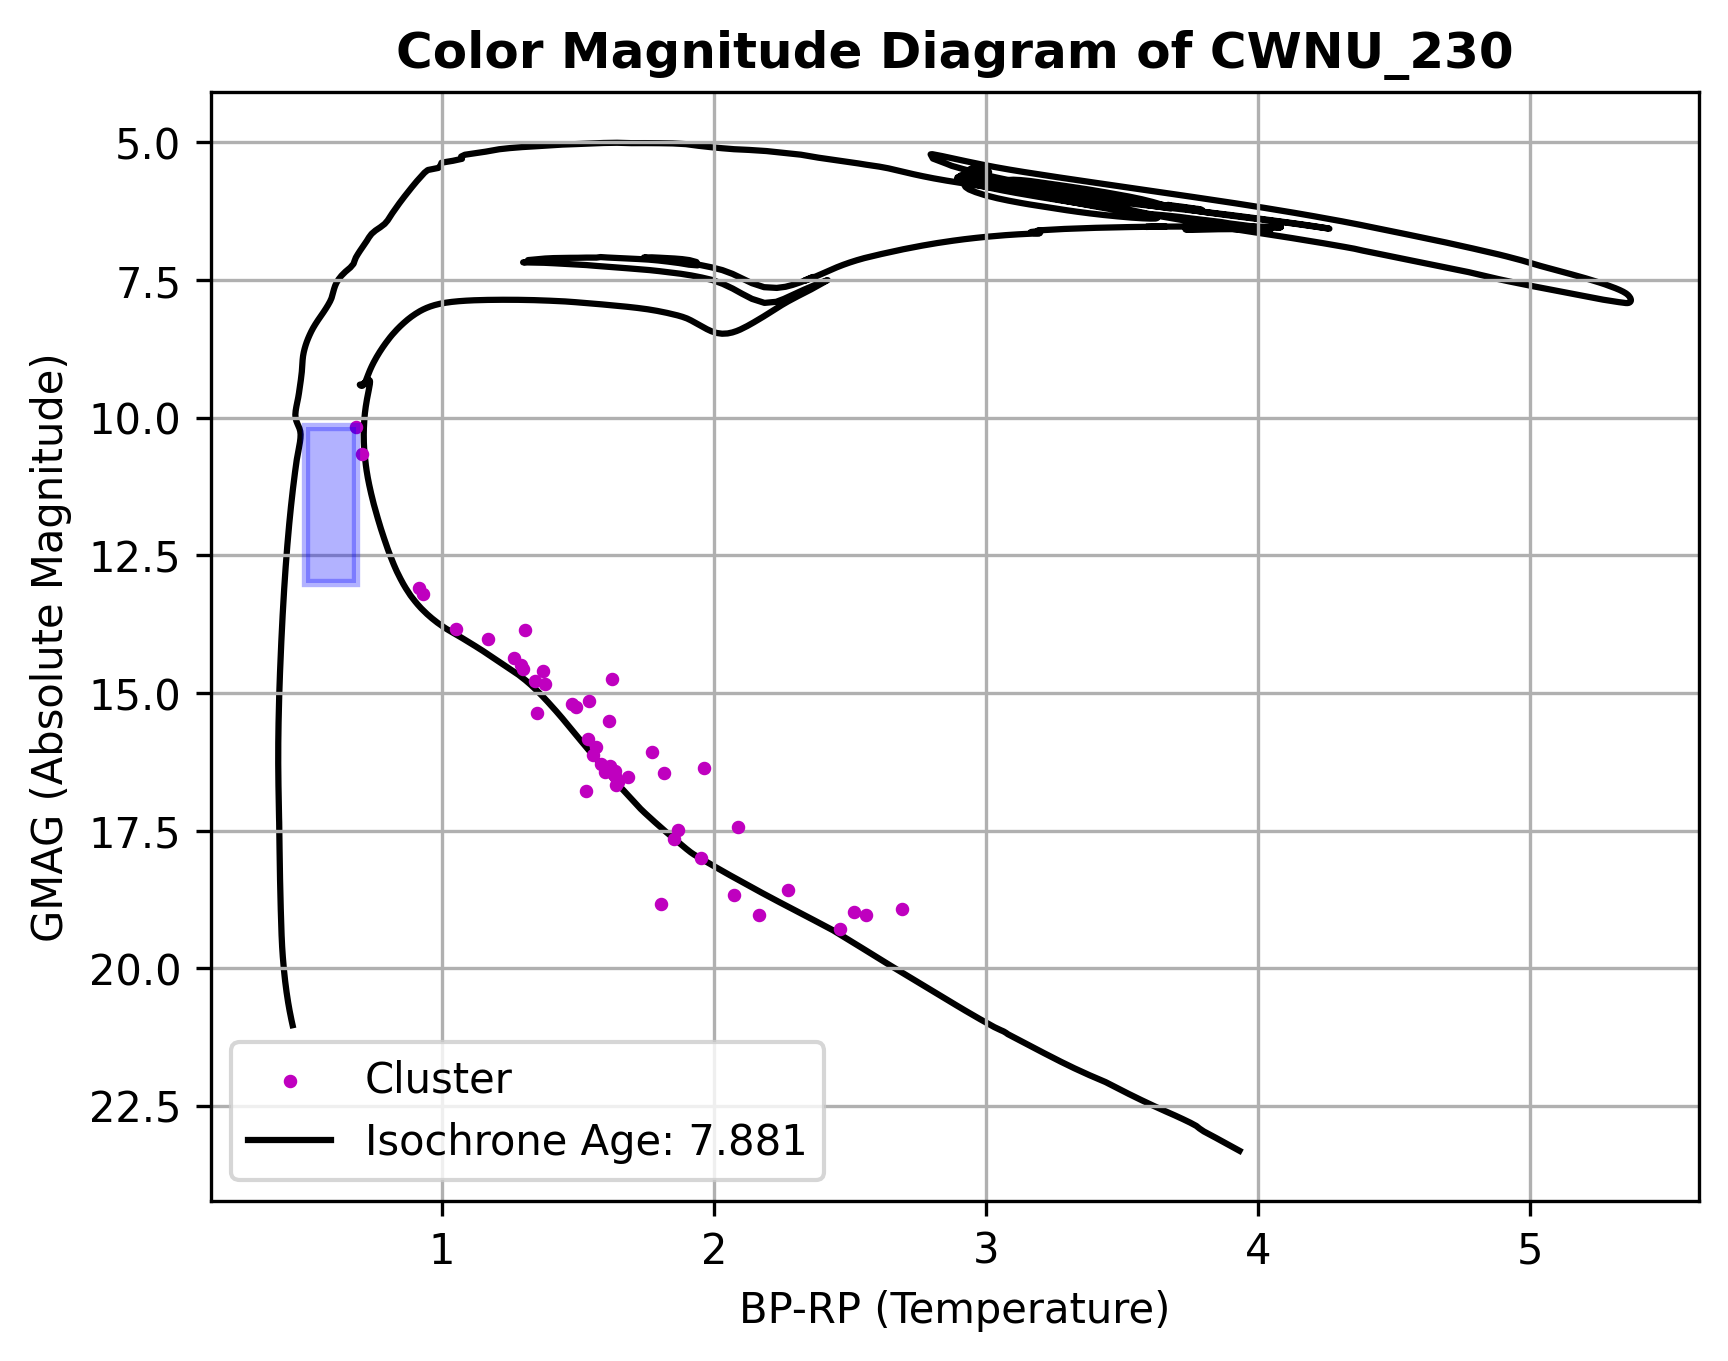 Color Magnitude Diagram of CWNU_230
GMAG (Absolute Magnitude)
5.0
7.5
10.0
12.5
15.0
17.5
20.0
22.5
Cluster
Isochrone Age: 7.881
1 2 3 4 5
BP-RP (Temperature)